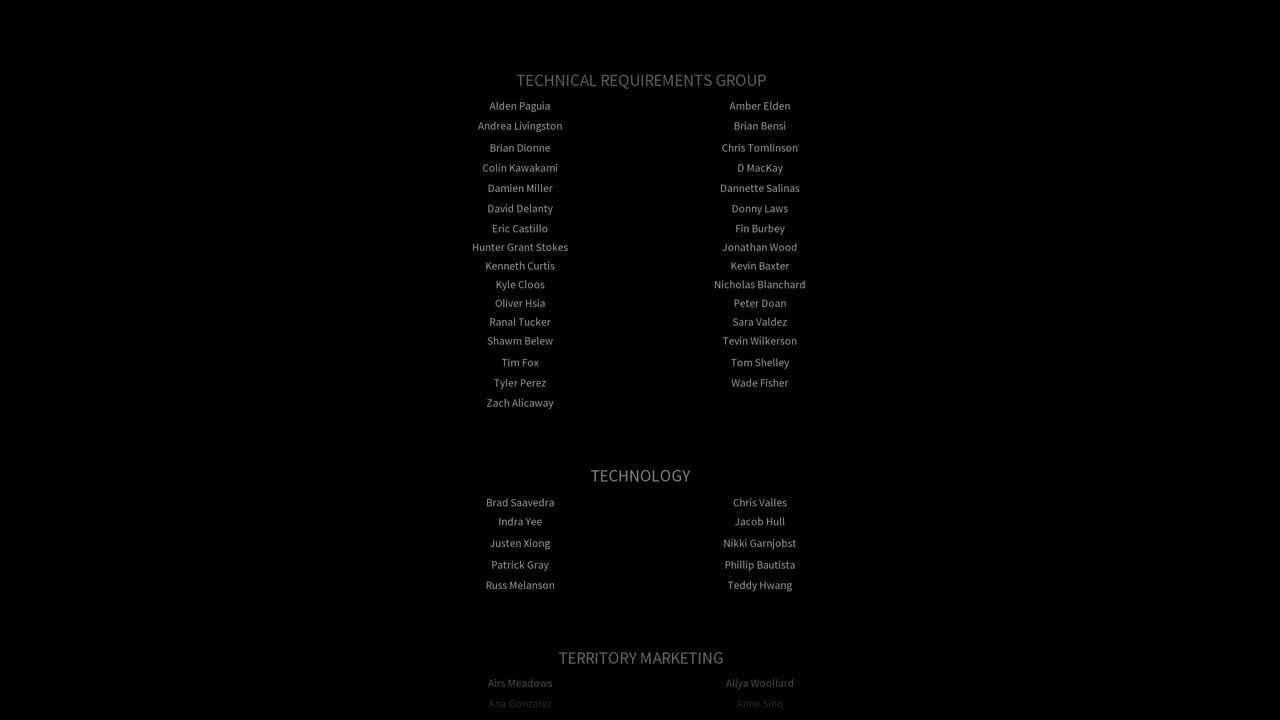 TECHNICAL REQUIREMENTS GROUP
Alden Paguia Amber Elden
Andrea Livingston Brian Bensi
Brian Dionne Chris Tomlinson
Colin Kawakami D MacKay
Damien Miller Dannette Salinas
David Delanty Donny Laws
Eric Castillo Fin Burbey
Hunter Grant Stokes Jonathan Wood
Kenneth Curtis Kevin Baxter
Kyle Cloos Nicholas Blanchard
Oliver Hsia Peter Doan
Ranal Tucker Sara Valdez
Shawm Belew Tevin Wilkerson
Tim Fox Tom Shelley
Tyler Perez Wade Fisher
Zach Alicaway
TECHNOLOGY
Brad Saavedra Chris Valles
Indra Yee Jacob Hull
Justen Xiong Nikki Garnjobst
Patrick Gray Phillip Bautista
Russ Melanson Teddy Hwang
TERRITORY MARKETING
Airs Meadows Aliya Woollard
Ana Gonzalez Anne Sinq